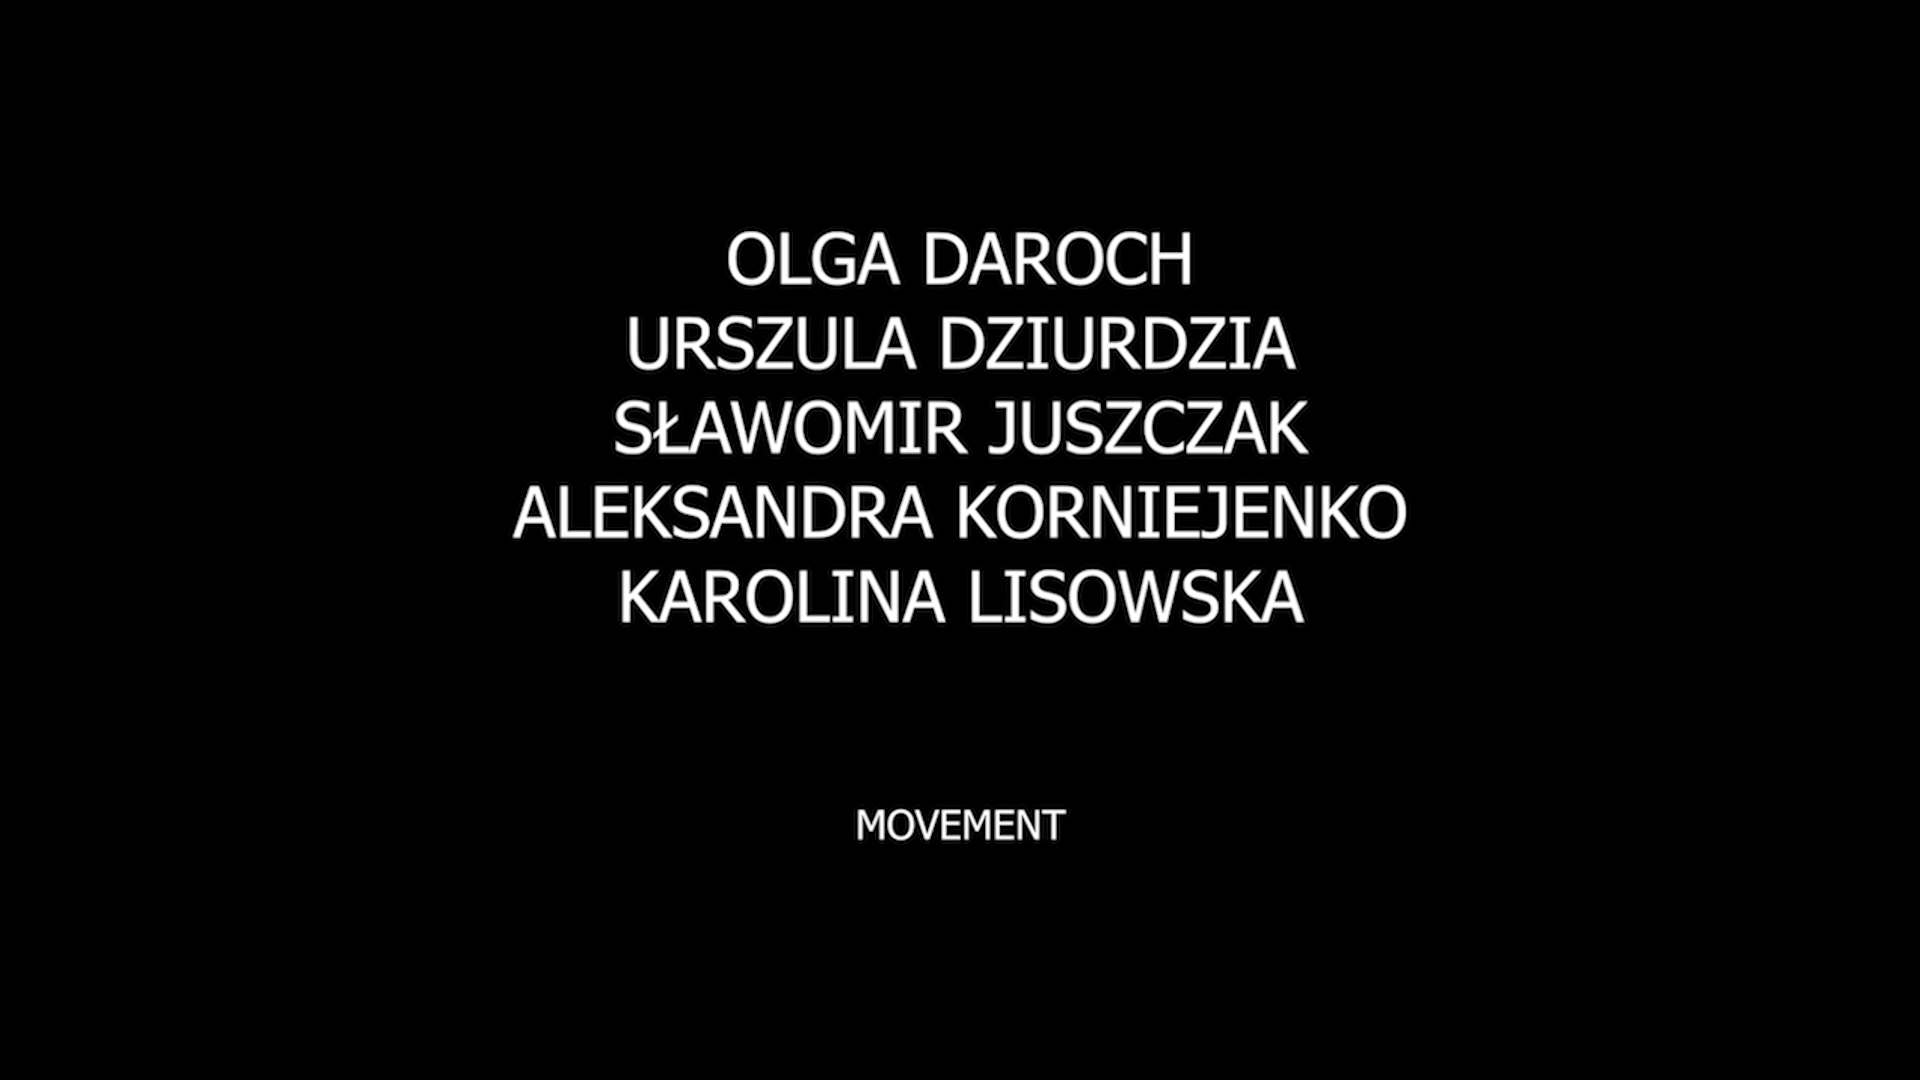 OLGA DAROCH
URSZULA DZIURDZIA
SŁAWOMIR JUSZCZAK
ALEKSANDRA KORNIEJENKO
KAROLINA LISOWSKA
MOVEMENT